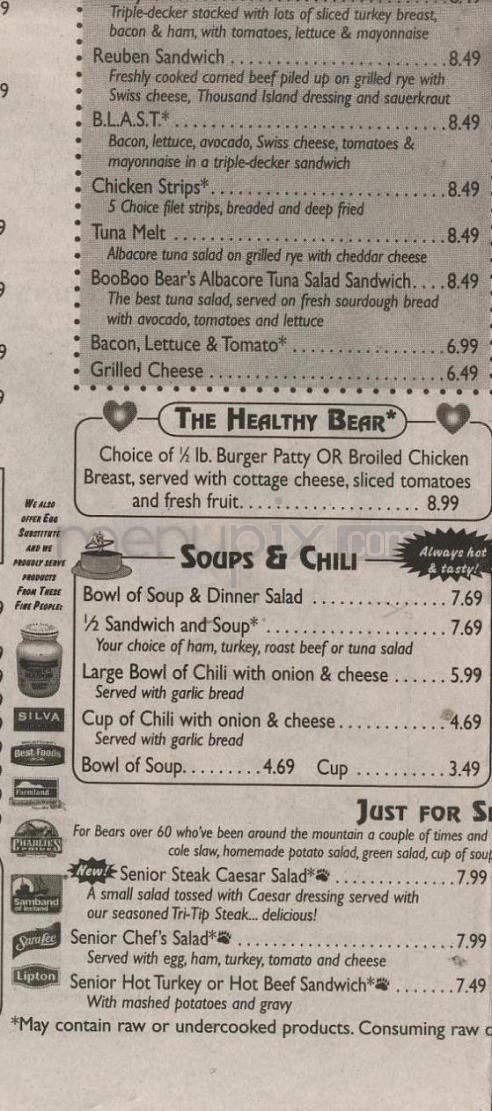 9
Triple-decker stacked with lots of sliced turkey breast,
bacon & ham, with tomatoes, lettuce & mayonnaise
Reuben Sandwich ........................... 8.49
Freshly cooked corned beef piled up on grilled rye with
Swiss cheese, Thousand Island dressing and sauerkraut
9
B.L.A.S.T.* ........................... 8.49
Bacon, lettuce, avocado, Swiss cheese, tomatoes &
mayonnaise in a triple-decker sandwich
Chicken Strips* ........................... 8.49
5 Choice filet strips, breaded and deep fried
Tuna Melt ........................... 8.49
Albacore tuna salad on grilled rye with cheddar cheese
BooBoo Bear's Albacore Tuna Salad Sandwich.... 8.49
The best tuna salad, served on fresh sourdough bread
with avocado, tomatoes and lettuce
Bacon, Lettuce & Tomato* ................. 6.99
Grilled Cheese ........................... 6.49
THE HEALTHY BEAR*
Choice of ½ lb. Burger Patty OR Broiled Chicken
Breast, served with cottage cheese, sliced tomatoes
and fresh fruit..................... 8.99
WE ALSO
OFFER EGG
SUBSTITUTE
AND WE
PROUDLY SERVE
PRODUCTS
FROM THESE
FINE PEOPLE:
SILVA
Best Foods
Farmland
CHARLIE'S
Samband
of Iceland
Sara Lee
Lipton
menupix.com
SOUPS & CHILI
Always hot
& tasty!
Bowl of Soup & Dinner Salad .............. 7.69
½ Sandwich and Soup* .................... 7.69
Your choice of ham, turkey, roast beef or tuna salad
Large Bowl of Chili with onion & cheese ...... 5.99
Served with garlic bread
Cup of Chili with onion & cheese............ 4.69
Served with garlic bread
Bowl of Soup......... 4.69 Cup .......... 3.49
JUST FOR S
For Bears over 60 who've been around the mountain a couple of times and
cole slaw, homemade potato salad, green salad, cup of soup
New! Senior Steak Caesar Salad* ............... 7.99
A small salad tossed with Caesar dressing served with
our seasoned Tri-Tip Steak... delicious!
Senior Chef's Salad* ........................ 7.99
Served with egg, ham, turkey, tomato and cheese
Senior Hot Turkey or Hot Beef Sandwich* ....... 7.49
With mashed potatoes and gravy
*May contain raw or undercooked products. Consuming raw